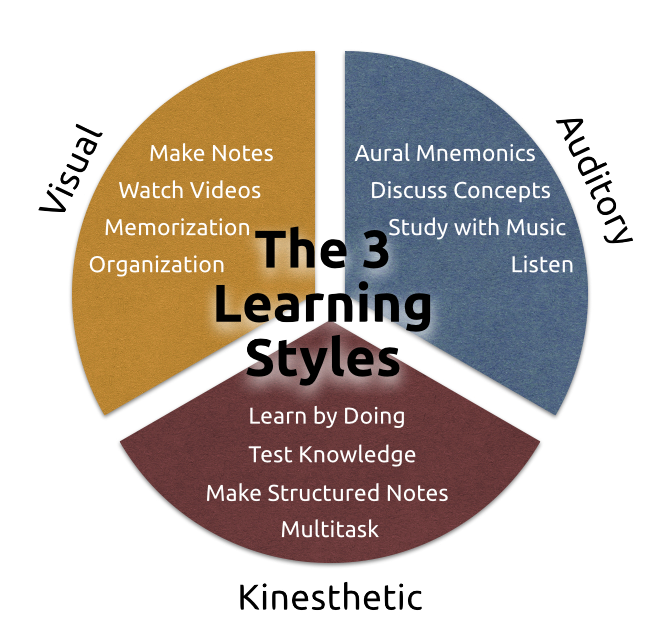 Visual
Make Notes
Watch Videos
Memorization
Organization
Auditory
Aural Mnemonics
Discuss Concepts
Study with Music
Listen
The 3
Learning
Styles
Learn by Doing
Test Knowledge
Make Structured Notes
Multitask
Kinesthetic